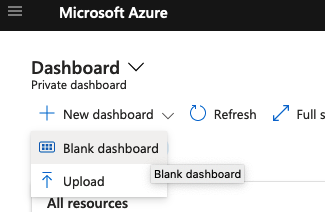 Microsoft Azure
Dashboard
Private dashboard
New dashboard Refresh Full s
Blank dashboard
Blank dashboard
Upload
All resources